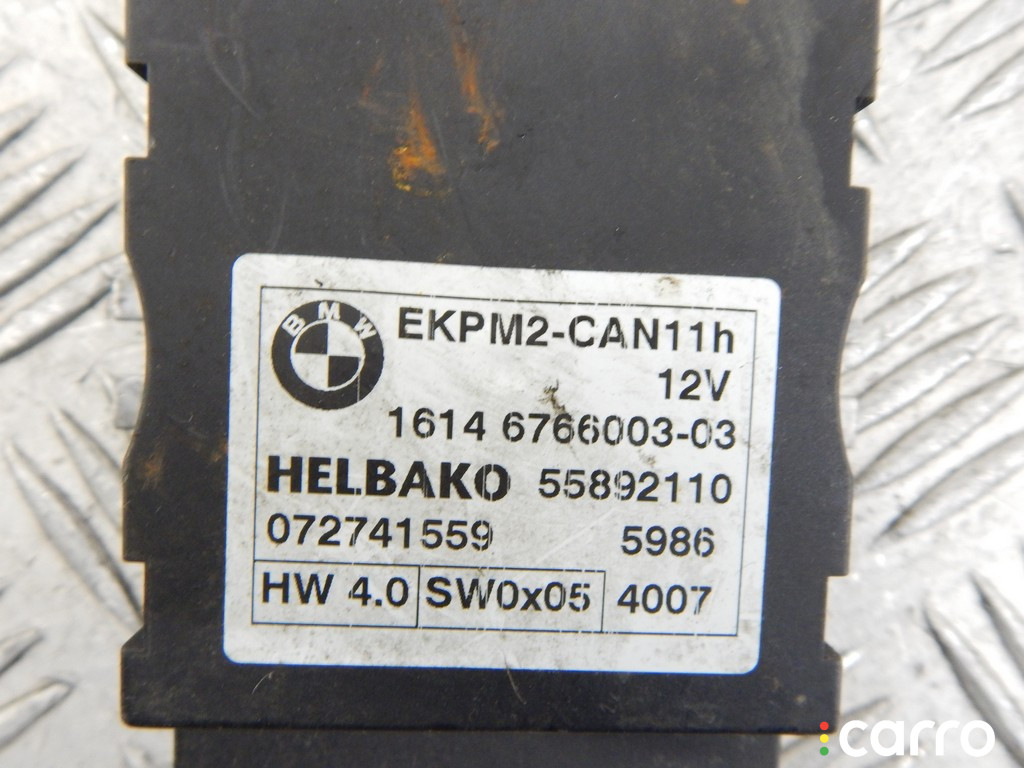 BMW
EKPM2-CAN11h
12V
1614 6766003-03
HELBAKO 55892110
072741559 5986
HW 4.0 SW0x05 4007
carro